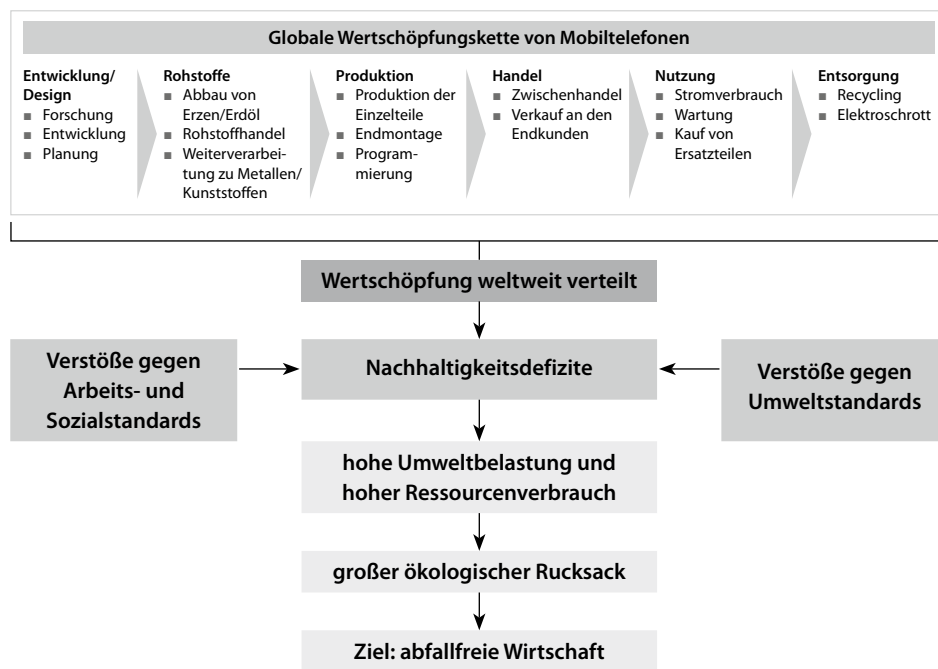 Globale Wertschöpfungskette von Mobiltelefonen
Entwicklung/
Design
■ Forschung
■ Entwicklung
■ Planung
Rohstoffe
■ Abbau von
Erzen/Erdöl
■ Rohstoffhandel
■ Weiterverarbei-
tung zu Metallen/
Kunststoffen
Produktion
■ Produktion der
Einzelteile
■ Endmontage
■ Program-
mierung
Handel
■ Zwischenhandel
■ Verkauf an den
Endkunden
Nutzung
■ Stromverbrauch
■ Wartung
■ Kauf von
Ersatzteilen
Entsorgung
■ Recycling
■ Elektroschrott
Wertschöpfung weltweit verteilt
Verstöße gegen
Arbeits- und
Sozialstandards
Nachhaltigkeitsdefizite
Verstöße gegen
Umweltstandards
hohe Umweltbelastung und
hoher Ressourcenverbrauch
großer ökologischer Rucksack
Ziel: abfallfreie Wirtschaft